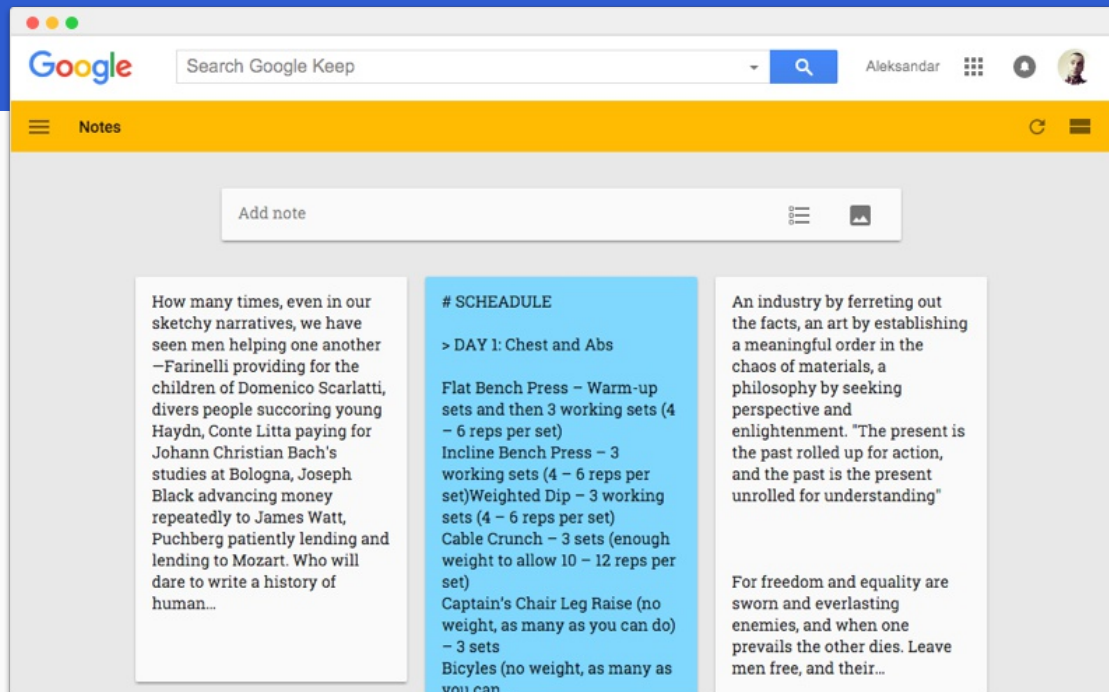 Google
Search Google Keep
Aleksandar
Notes
Add note
How many times, even in our
sketchy narratives, we have
seen men helping one another
—Farinelli providing for the
children of Domenico Scarlatti,
divers people succoring young
Haydn, Conte Litta paying for
Johann Christian Bach's
studies at Bologna, Joseph
Black advancing money
repeatedly to James Watt,
Puchberg patiently lending and
lending to Mozart. Who will
dare to write a history of
human...
# SCHEADULE
> DAY 1: Chest and Abs
Flat Bench Press – Warm-up
sets and then 3 working sets (4
– 6 reps per set)
Incline Bench Press – 3
working sets (4 – 6 reps per
set)Weighted Dip – 3 working
sets (4 – 6 reps per set)
Cable Crunch – 3 sets (enough
weight to allow 10 – 12 reps per
set)
Captain's Chair Leg Raise (no
weight, as many as you can do)
– 3 sets
Bicyles (no weight, as many as
you can
An industry by ferreting out
the facts, an art by establishing
a meaningful order in the
chaos of materials, a
philosophy by seeking
perspective and
enlightenment. "The present is
the past rolled up for action,
and the past is the present
unrolled for understanding"
For freedom and equality are
sworn and everlasting
enemies, and when one
prevails the other dies. Leave
men free, and their...